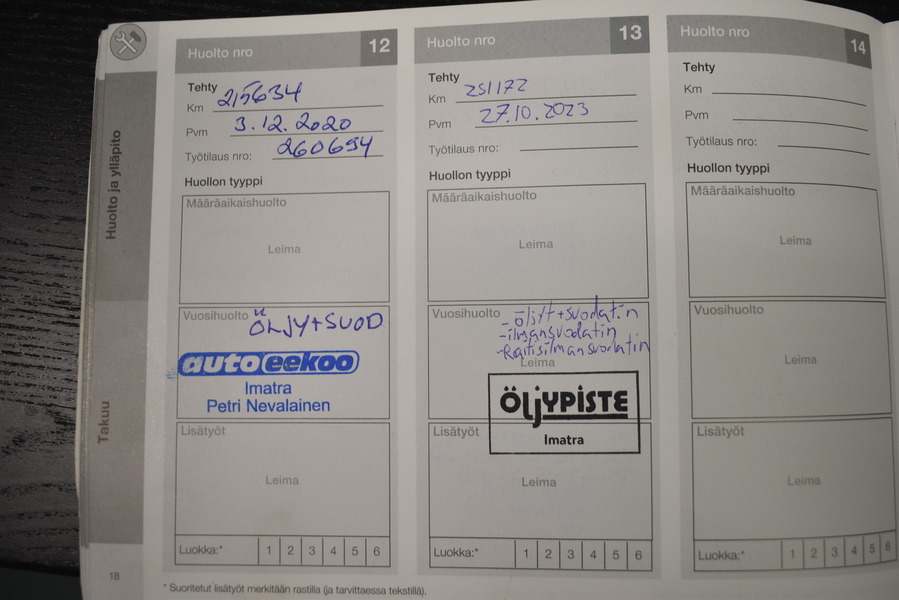 Huolto ja ylläpito
Takuu
Huolto nro 12
Tehty
Km 215634
Pvm 3.12.2020
Työtilaus nro: 260694
Huollon tyyppi
Määräaikaishuolto
Leima
Vuosihuolto ÖLJY+SUOD
autoeekoo
Imatra
Petri Nevalainen
Lisätyöt
Leima
Luokka:* 1 2 3 4 5 6
Huolto nro 13
Tehty
Km 251172
Pvm 27.10.2023
Työtilaus nro:
Huollon tyyppi
Määräaikaishuolto
Leima
Vuosihuolto
- öljyt+suodatin
- ilmansuodatin
- Raitisilmansuodatin
Leima
ÖLJYPISTE
Imatra
Lisätyöt
Leima
Luokka:* 1 2 3 4 5 6
Huolto nro 14
Tehty
Km
Pvm
Työtilaus nro:
Huollon tyyppi
Määräaikaishuolto
Leima
Vuosihuolto
Leima
Lisätyöt
Leima
Luokka:* 1 2 3 4 5 6
18
* Suoritetut lisätyöt merkitään rastilla (ja tarvittaessa tekstillä).